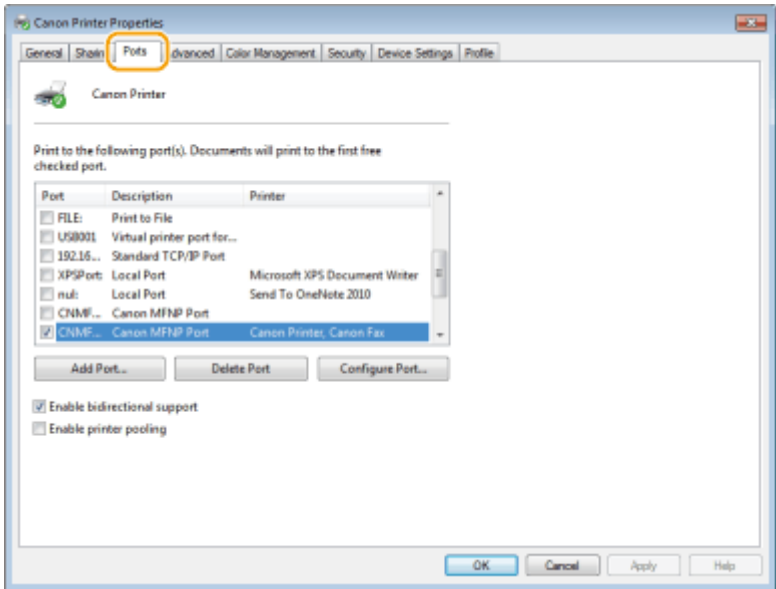 Canon Printer Properties
General Sharin Ports dvanced Color Management Security Device Settings Profile
Canon Printer
Print to the following port(s). Documents will print to the first free
checked port.
Port Description Printer
FILE: Print to File
USB001 Virtual printer port for...
192.16... Standard TCP/IP Port
XPSPort: Local Port Microsoft XPS Document Writer
nul: Local Port Send To OneNote 2010
CNMF... Canon MFNP Port
CNMF... Canon MFNP Port Canon Printer, Canon Fax
Add Port... Delete Port Configure Port...
Enable bidirectional support
Enable printer pooling
OK Cancel Apply Help